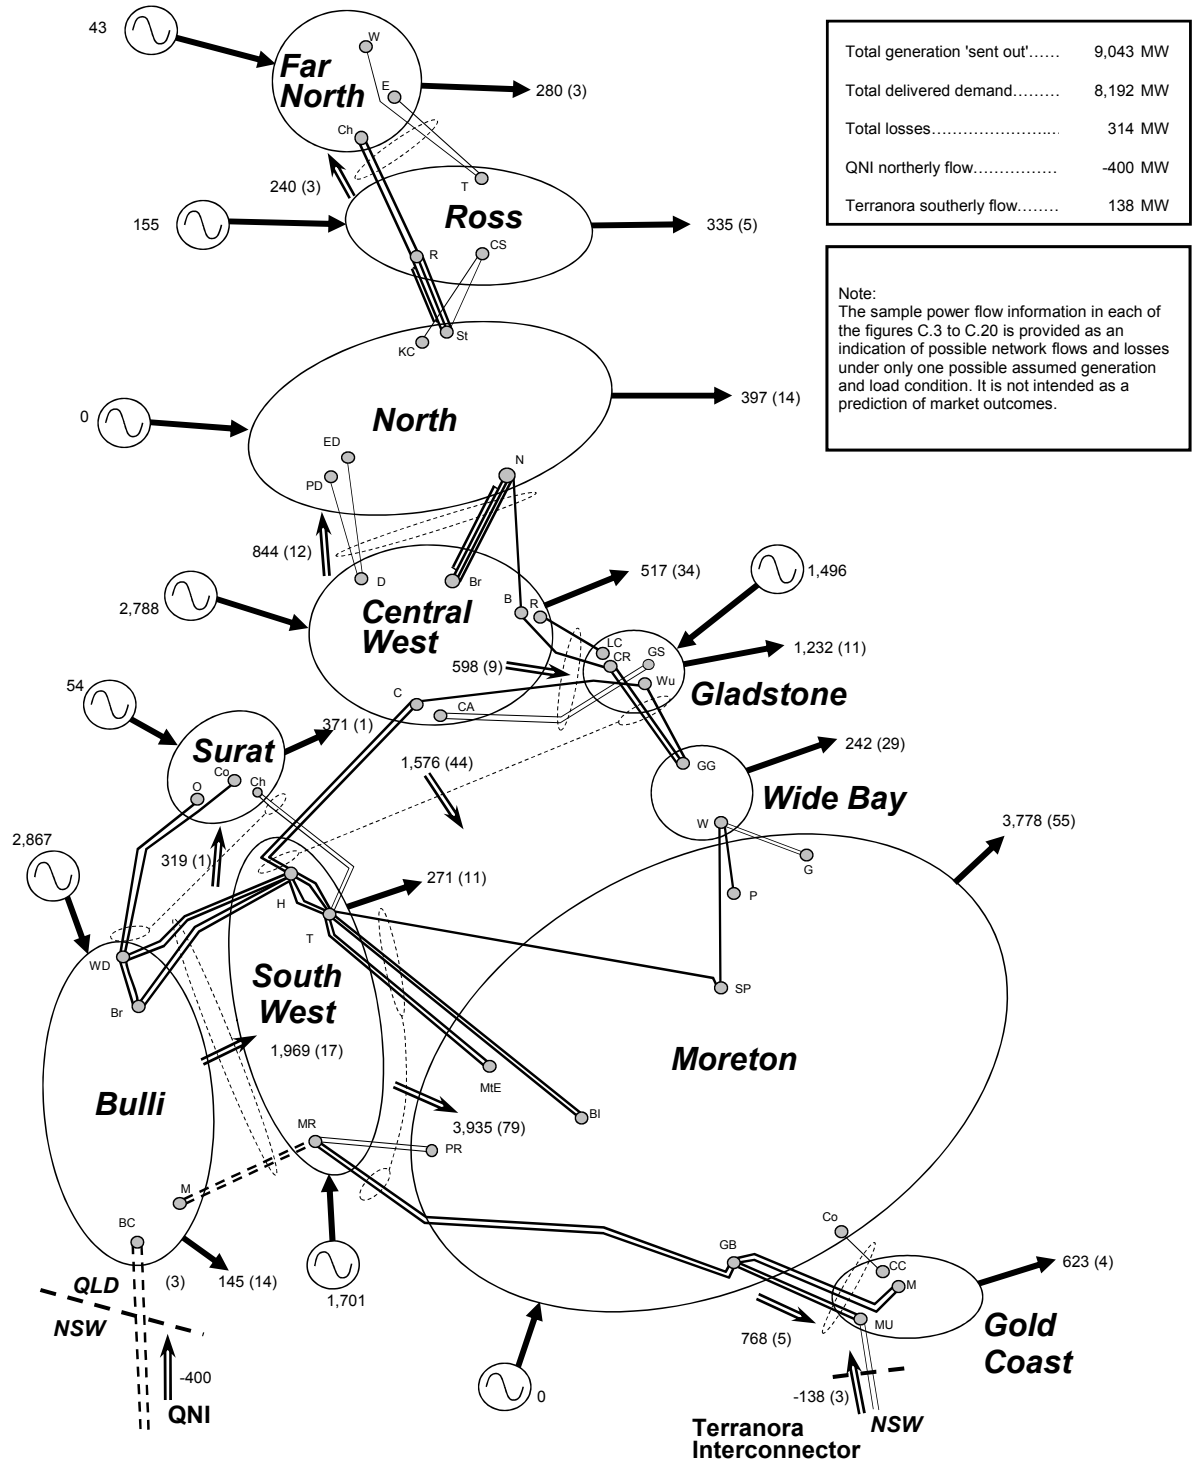 43
W
Far
North
E
280 (3)
Ch
240 (3)
T
Total generation 'sent out'…… 9,043 MW
Total delivered demand……… 8,192 MW
Total losses…………………..... 314 MW
QNI northerly flow…………… -400 MW
Terranora southerly flow........ 138 MW
155
Ross
335 (5)
R
CS
St
KC
Note:
The sample power flow information in each of
the figures C.3 to C.20 is provided as an
indication of possible network flows and losses
under only one possible assumed generation
and load condition. It is not intended as a
prediction of market outcomes.
0
North
397 (14)
ED
PD
N
844 (12)
D
Br
517 (34)
1,496
2,788
Central
West
B
R
LC
CR
GS
Wu
1,232 (11)
598 (9)
Gladstone
C
CA
54
371 (1)
Surat
Co
Ch
O
1,576 (44)
242 (29)
GG
Wide Bay
W
G
P
3,778 (55)
2,867
319 (1)
271 (11)
H
T
WD
Br
South
West
1,969 (17)
SP
Moreton
Bulli
MtE
BI
MR
3,935 (79)
PR
M
BC
(3)
145 (14)
QLD
NSW
1,701
-400
QNI
Co
GB
CC
M
MU
623 (4)
768 (5)
Gold
Coast
0
-138 (3)
NSW
Terranora
Interconnector